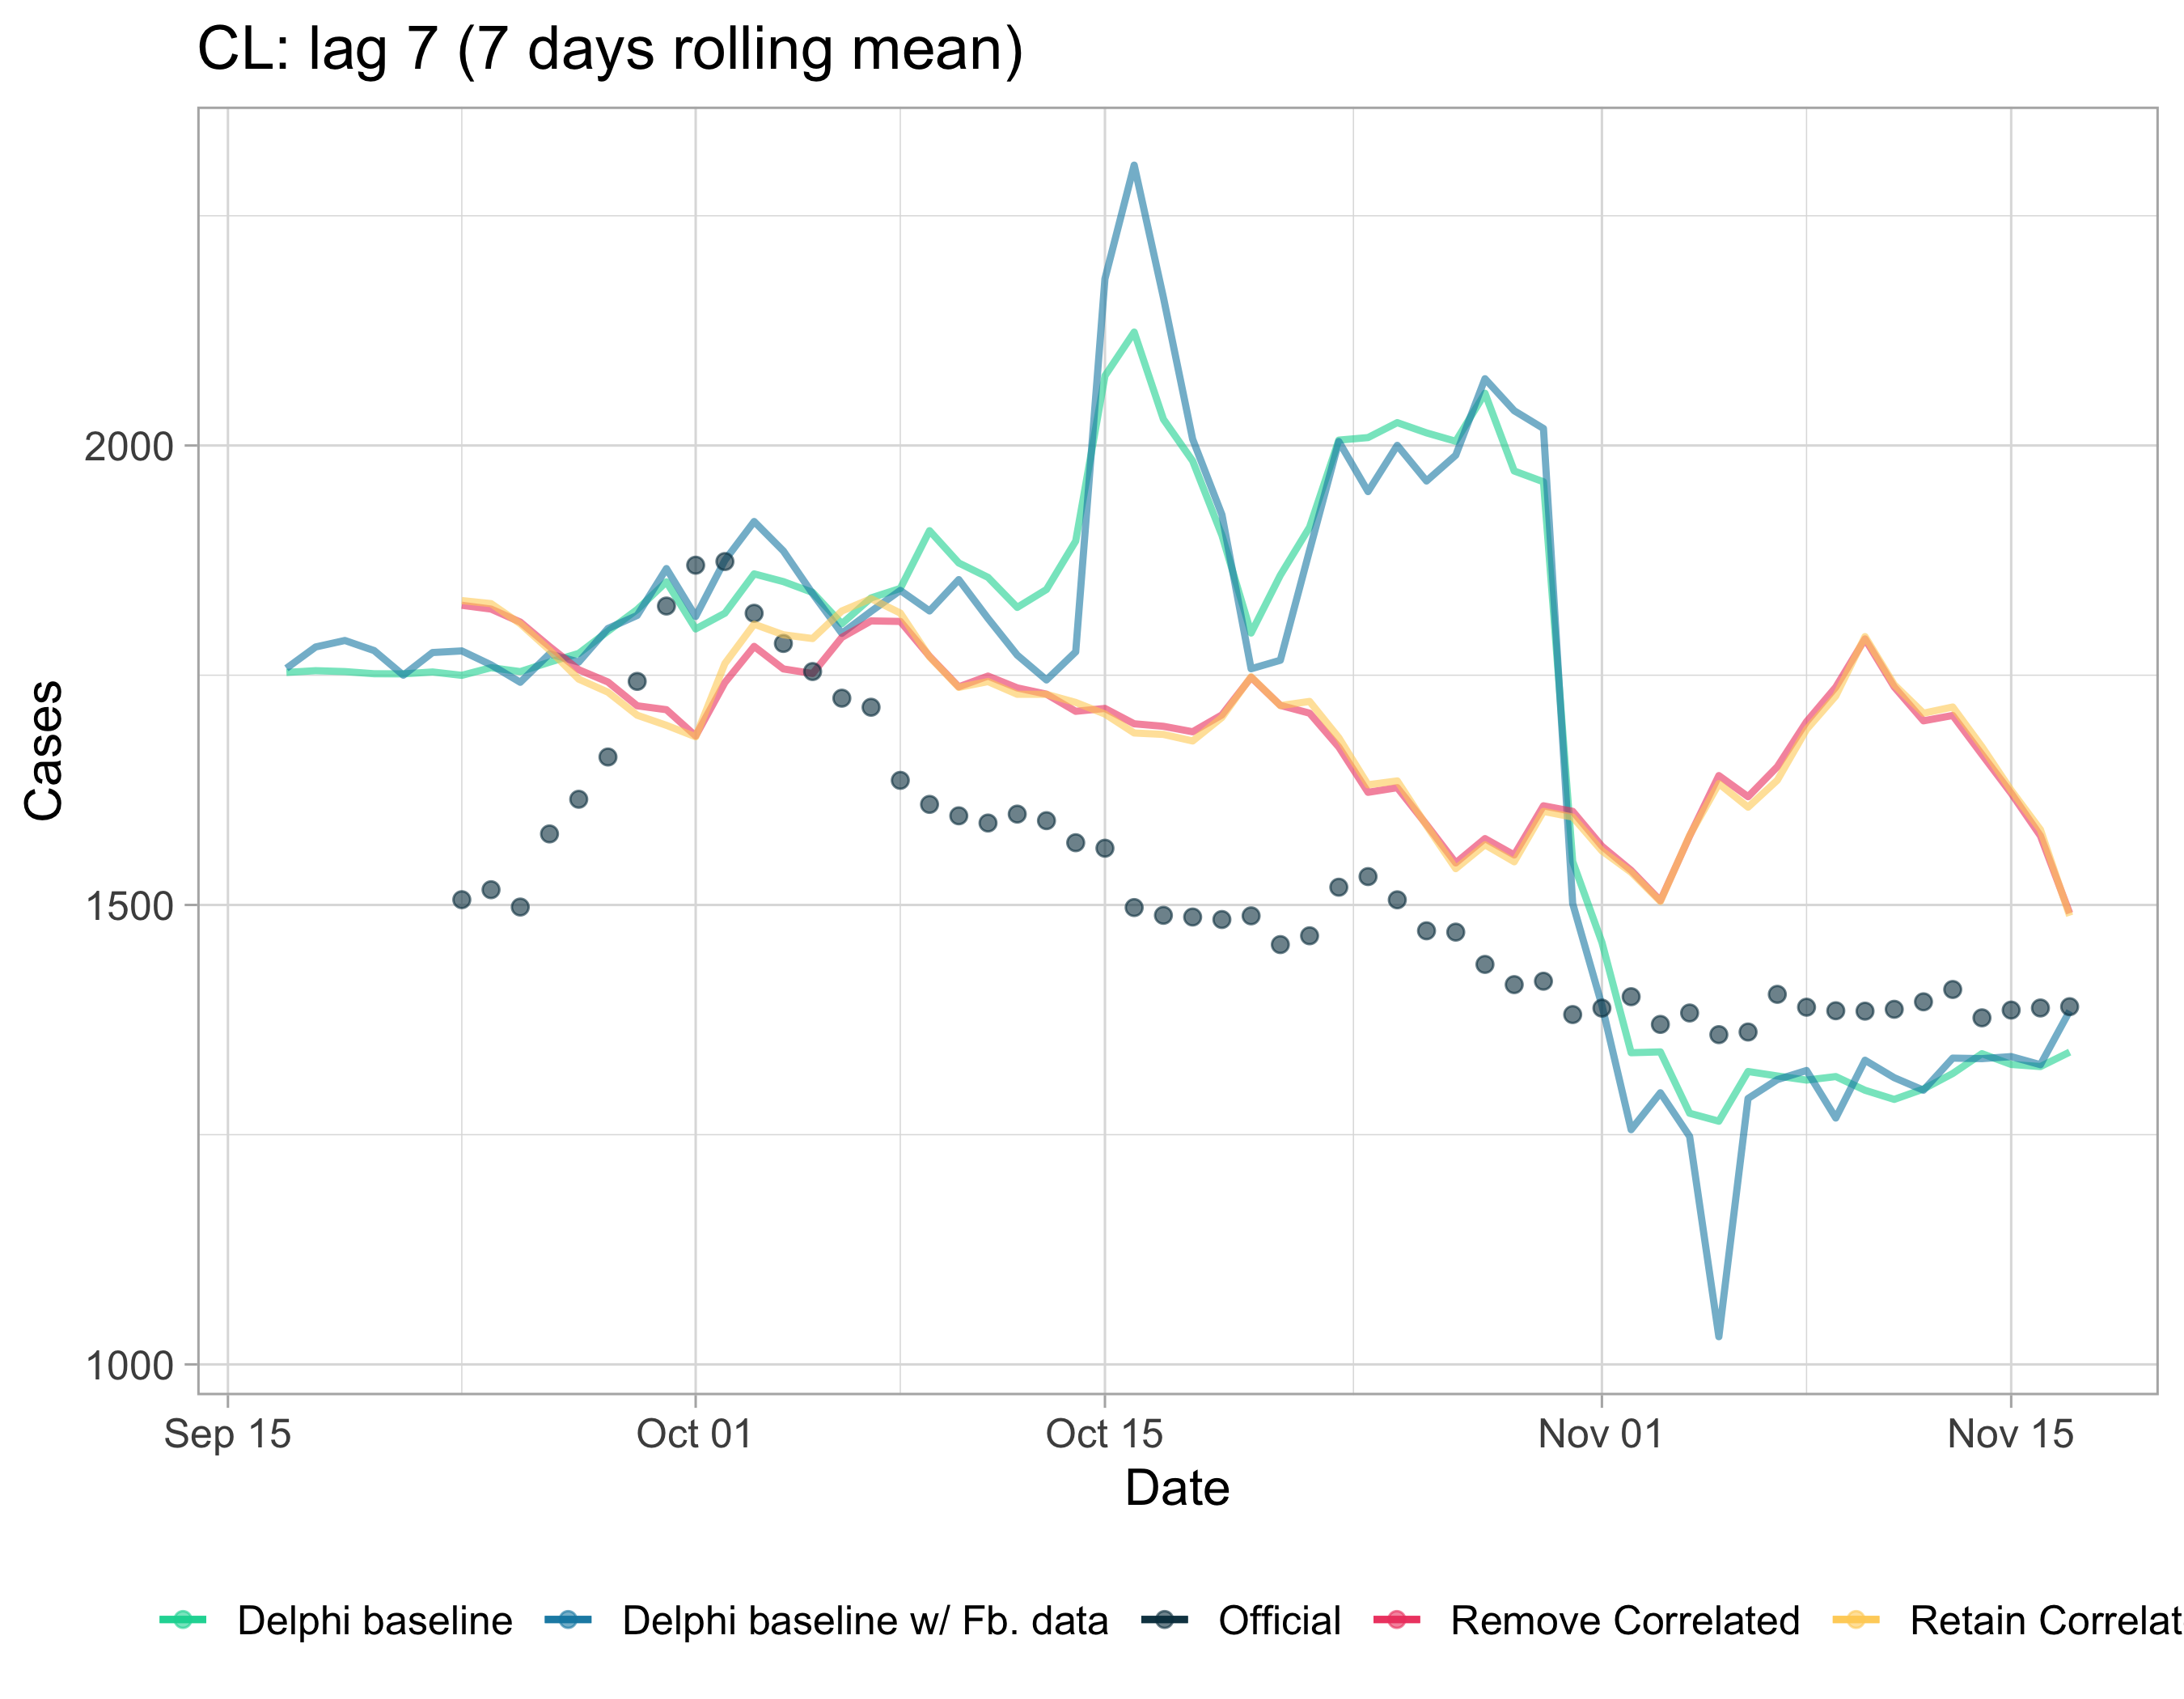 CL: lag 7 (7 days rolling mean)
Cases
2000
1500
1000
Sep 15 Oct 01 Oct 15 Nov 01 Nov 15
Date
Delphi baseline Delphi baseline w/ Fb. data Official Remove Correlated Retain Correlat